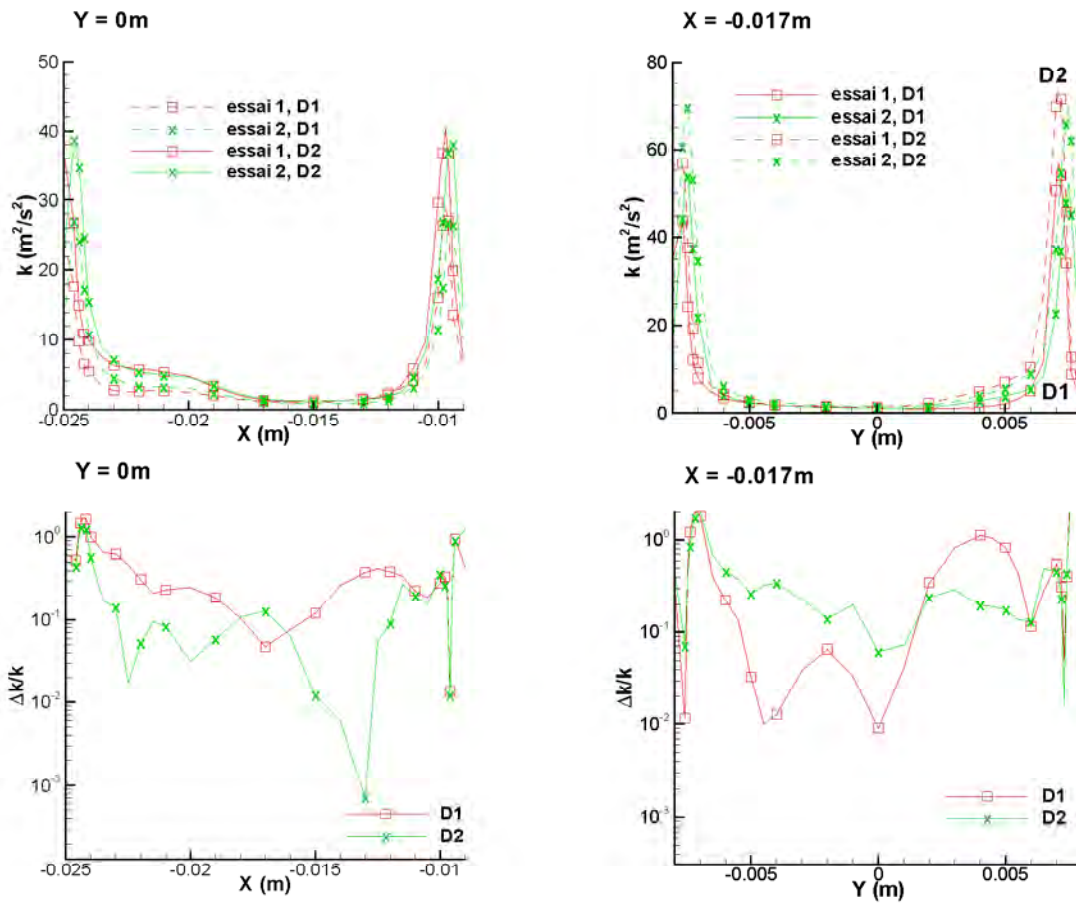 Y = 0m
50
40
30
20
10
0
k (m²/s²)
essai 1, D1
essai 2, D1
essai 1, D2
essai 2, D2
-0.025
-0.02
-0.015
-0.01
X (m)
X = -0.017m
80
60
40
20
0
k (m²/s²)
essai 1, D1
essai 2, D1
essai 1, D2
essai 2, D2
D2
D1
-0.005
0
0.005
Y (m)
Y = 0m
10⁰
10⁻¹
10⁻²
10⁻³
Δk/k
D1
D2
-0.025
-0.02
-0.015
-0.01
X (m)
X = -0.017m
10⁰
10⁻¹
10⁻²
10⁻³
Δk/k
D1
D2
-0.005
0
0.005
Y (m)